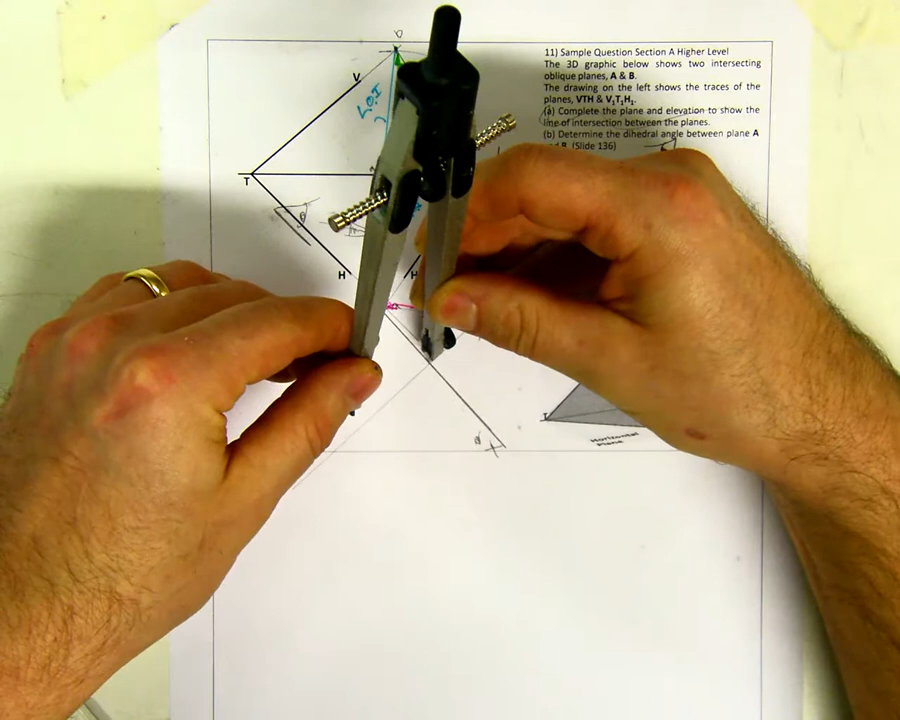 11) Sample Question Section A Higher Level
The 3D graphic below shows two intersecting
oblique planes, A & B.
The drawing on the left shows the traces of the
planes, VTH & V₁T₁H₁.
(a) Complete the plane and elevation to show the
line of intersection between the planes.
(b) Determine the dihedral angle between plane A
B. (Slide 136)
V
L.O.I
T
θ
H
H
T
Horizontal
Plane